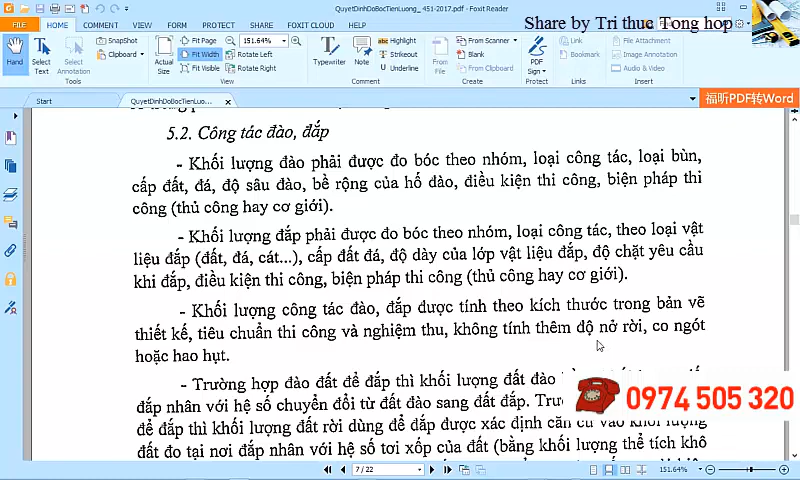 QuyetDinhDoBocTienLuong_ 451-2017.pdf - Foxit Reader
Share by Tri thuc Tong hop
FILE HOME COMMENT VIEW FORM PROTECT SHARE FOXIT CLOUD HELP
Hand
Select Text
Select Annotation
SnapShot
Clipboard
Tools
Actual Size
Fit Page
Fit Width
Fit Visible
151.64%
Rotate Left
Rotate Right
View
Typewriter
Note
Highlight
Strikeout
Underline
Comment
From File
From Scanner
Blank
From Clipboard
Create
PDF Sign
Protect
Link
Bookmark
Links
File Attachment
Image Annotation
Audio & Video
Insert
Start
QuyetDinhDoBocTienLuo...
福昕PDF转Word
5.2. Công tác đào, đắp
- Khối lượng đào phải được đo bóc theo nhóm, loại công tác, loại bùn,
cấp đất, đá, độ sâu đào, bề rộng của hố đào, điều kiện thi công, biện pháp thi
công (thủ công hay cơ giới).
- Khối lượng đắp phải được đo bóc theo nhóm, loại công tác, theo loại vật
liệu đắp (đất, đá, cát...), cấp đất đá, độ dày của lớp vật liệu đắp, độ chặt yêu cầu
khi đắp, điều kiện thi công, biện pháp thi công (thủ công hay cơ giới).
- Khối lượng công tác đào, đắp được tính theo kích thước trong bản vẽ
thiết kế, tiêu chuẩn thi công và nghiệm thu, không tính thêm độ nở rời, co ngót
hoặc hao hụt.
- Trường hợp đào đất để đắp thì khối lượng đất đào
đắp nhân với hệ số chuyển đổi từ đất đào sang đất đắp.
để đắp thì khối lượng đất rời dùng để đắp được xác định căn cứ vào khối lượng
đất đo tại nơi đắp nhân với hệ số tơi xốp của đất (bằng khối lượng thể tích khô
0974 505 320
7 / 22
151.64%